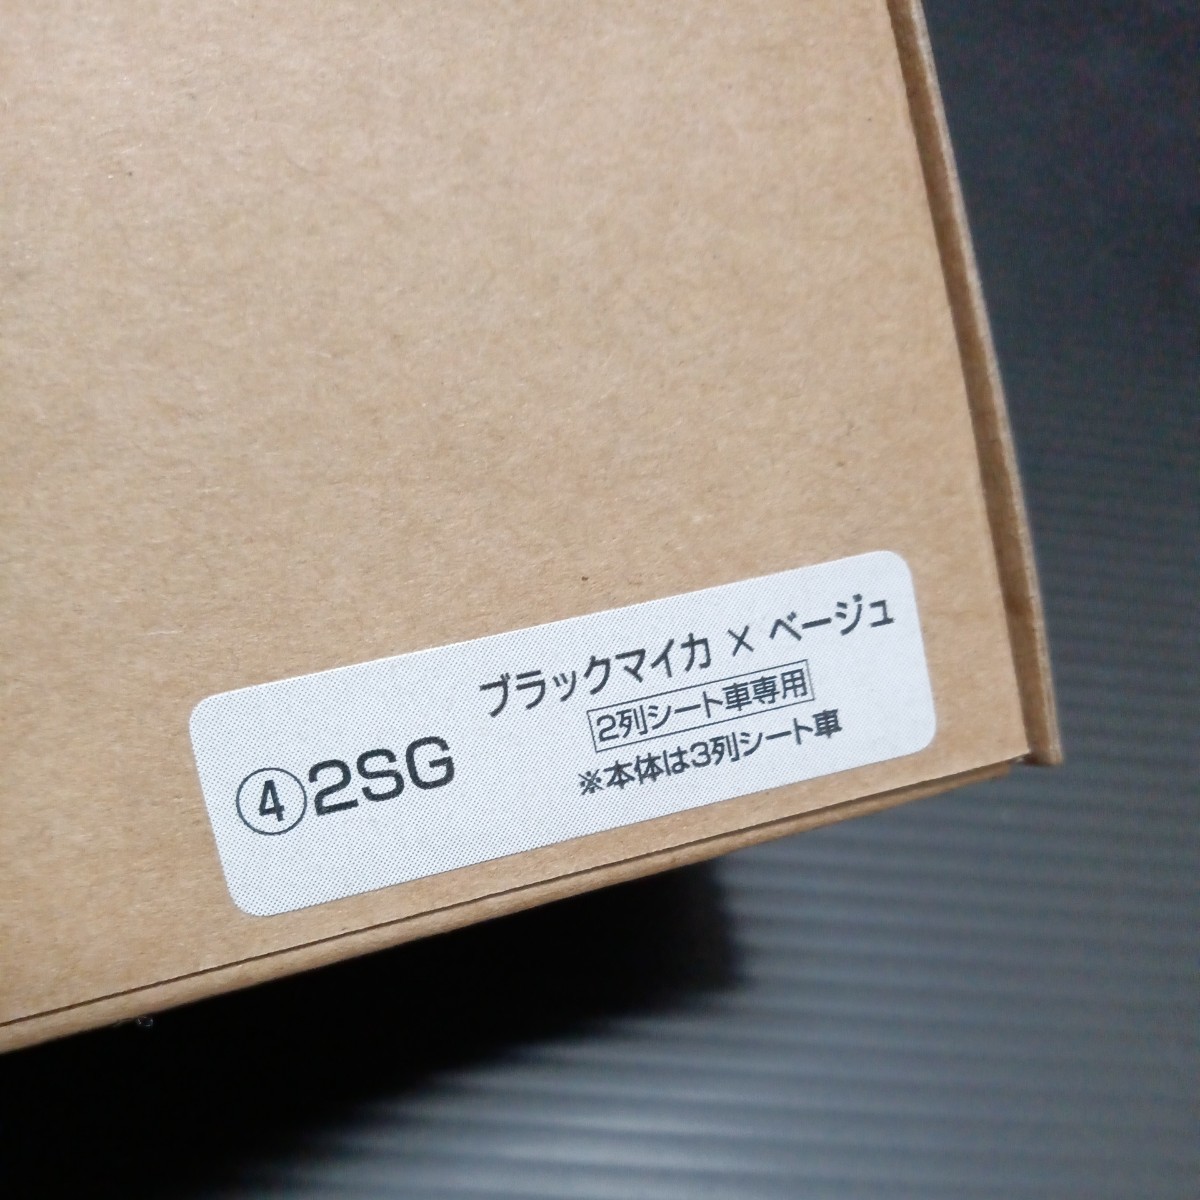 ④2SG
ブラックマイカ × ベージュ
2列シート車専用
※本体は3列シート車